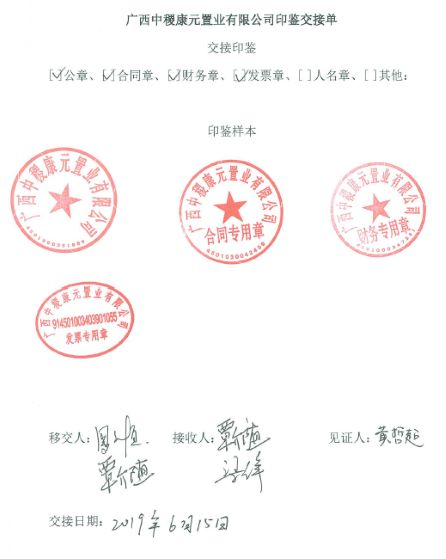 广西中稷康元置业有限公司印鉴交接单
交接印鉴
[✓]公章、[✓]合同章、[✓]财务章、[✓]发票章、[ ]人名章、[ ]其他：
印鉴样本
广西中稷康元置业有限公司
广西中稷康元置业有限公司
合同专用章
广西中稷康元置业有限公司
财务专用章
广西中稷康元置业有限公司
发票专用章
移交人： 接收人： 见证人：黄哲超
交接日期：2019年6月15日